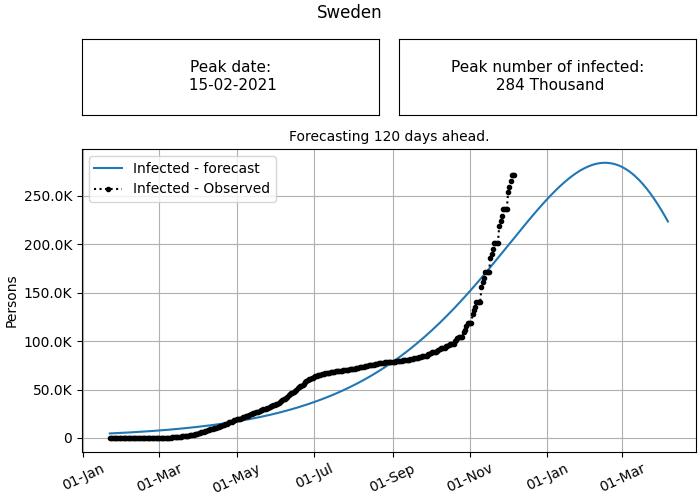 Sweden
Peak date:
15-02-2021
Peak number of infected:
284 Thousand
Forecasting 120 days ahead.
Infected - forecast
Infected - Observed
Persons
250.0K
200.0K
150.0K
100.0K
50.0K
0
01-Jan
01-Mar
01-May
01-Jul
01-Sep
01-Nov
01-Jan
01-Mar